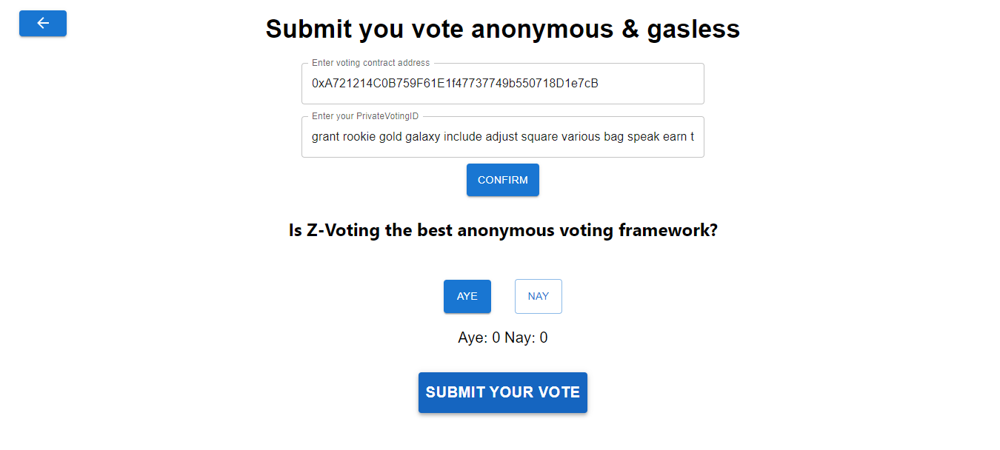 Submit you vote anonymous & gasless
Enter voting contract address
0xA721214C0B759F61E1f47737749b550718D1e7cB
Enter your PrivateVotingID
grant rookie gold galaxy include adjust square various bag speak earn t
CONFIRM
Is Z-Voting the best anonymous voting framework?
AYE NAY
Aye: 0 Nay: 0
SUBMIT YOUR VOTE